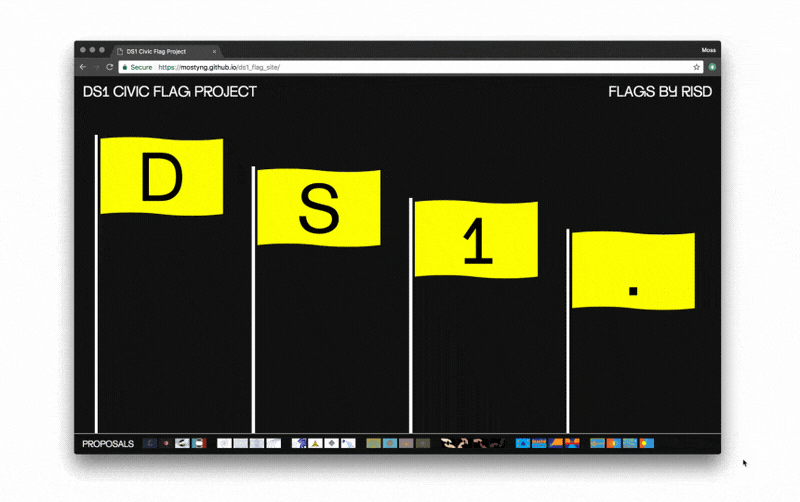 DS1 Civic Flag Project
Moss
Secure https://mostyng.github.io/ds1_flag_site/
DS1 CIVIC FLAG PROJECT
FLAGS BY RISD
D
S
1
.
PROPOSALS